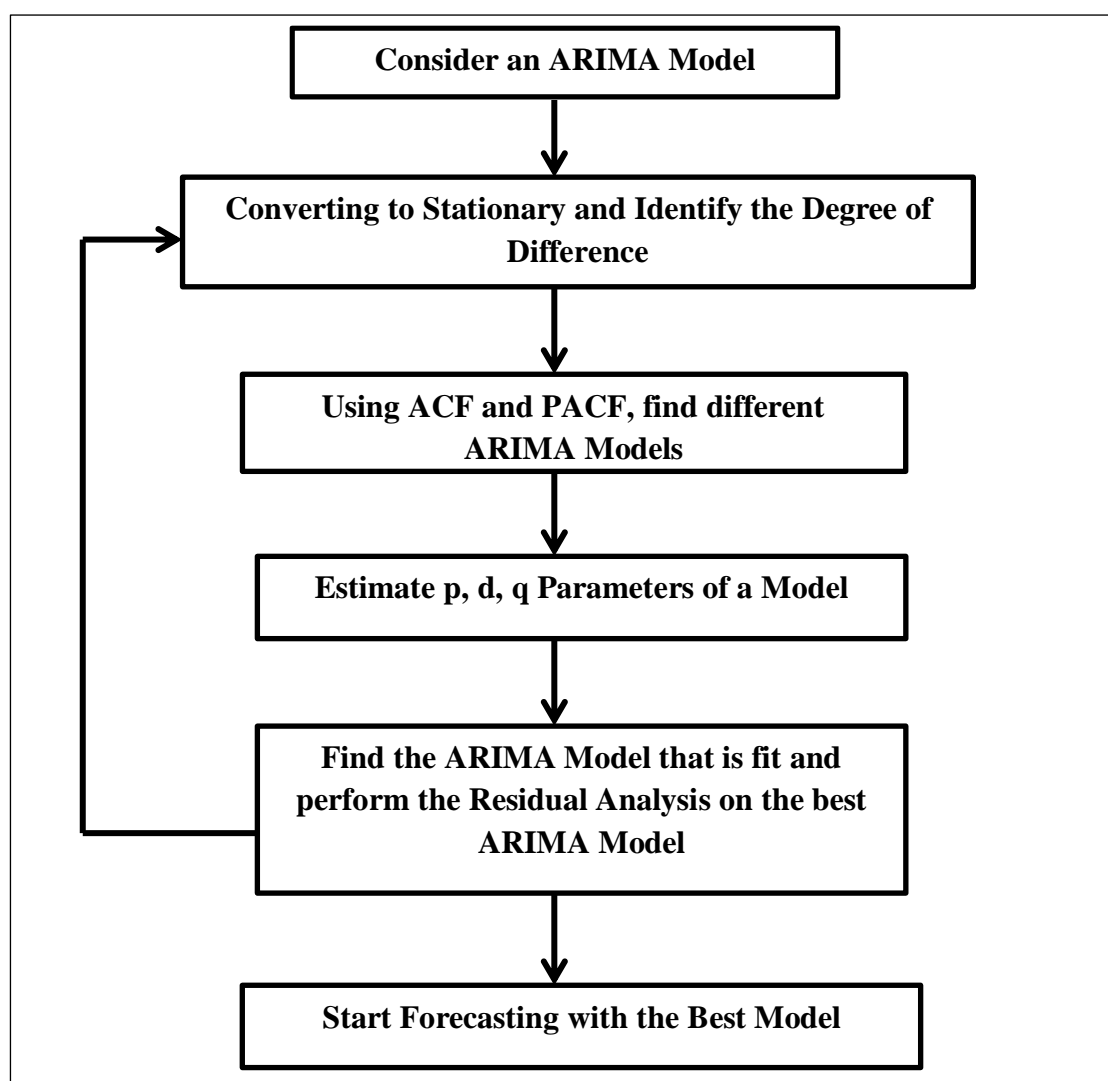 Consider an ARIMA Model
Converting to Stationary and Identify the Degree of
Difference
Using ACF and PACF, find different
ARIMA Models
Estimate p, d, q Parameters of a Model
Find the ARIMA Model that is fit and
perform the Residual Analysis on the best
ARIMA Model
Start Forecasting with the Best Model